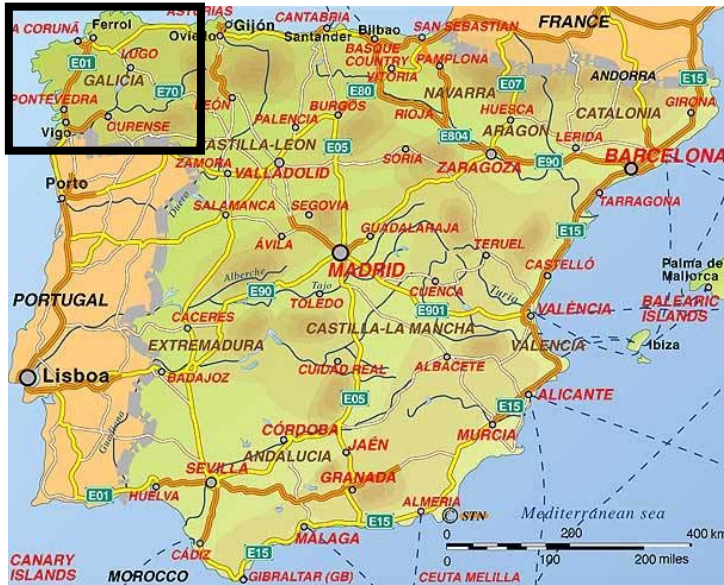 ASTURIAS
CANTABRIA
SAN SEBASTIAN
FRANCE
Ferrol
Gijón
Bilbao
A CORUNÃ
Oviedo
Santander
BASQUE
COUNTRY
VITORIA
PAMPLONA
LUGO
E01
GALICIA
E70
ANDORRA
E15
E07
NAVARRA
E80
LEÓN
PONTEVEDRA
OURENSE
Vigo
BURGOS
RIOJA
HUESCA
CATALONIA
GIRONA
PALENCIA
ARAGON
E804
CASTILLA-LEON
E05
LERIDA
SORIA
ZARAGOZA
E90
BARCELONA
ZAMORA
VALLADOLID
Porto
Duero
SALAMANCA
SEGOVIA
TARRAGONA
E15
ÁVILA
GUADALARAJA
TERUEL
MADRID
CASTELLÓ
Palma de
Mallorca
Alberche
Tajo
PORTUGAL
E90
TOLEDO
CUENCA
Turia
BALEARIC
ISLANDS
CACERES
E901
VALÈNCIA
CASTILLA-LA MANCHA
EXTREMADURA
VALENCIA
Ibiza
Lisboa
BADAJOZ
CUIDAD REAL
ALBACETE
ALICANTE
E05
E15
Guadiana
CÓRDOBA
MURCIA
JAÉN
ANDALUCIA
SEVILLA
GRANADA
E01
HUELVA
ALMERIA
STN
Mediterranean sea
E15
MÀLAGA
CÁDIZ
E15
0
200
400 km
CANARY
ISLANDS
MOROCCO
GIBRALTAR (GB)
CEUTA MELILLA
100
200 miles